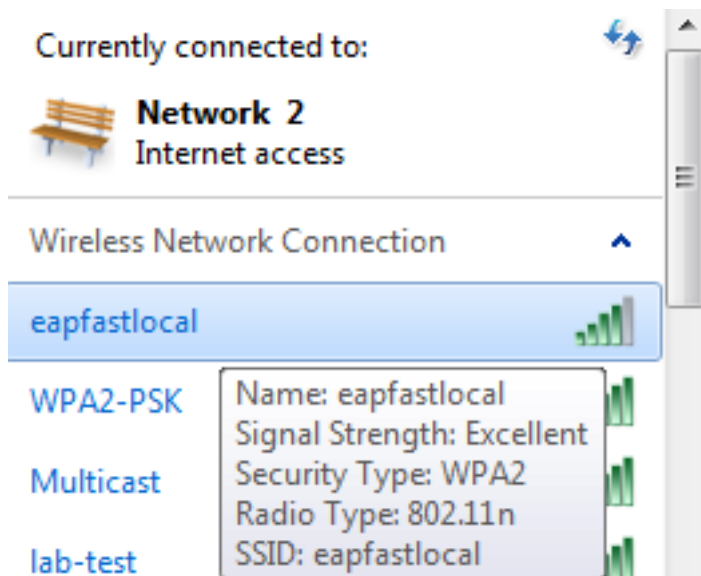 Currently connected to:
Network 2
Internet access
Wireless Network Connection
eapfastlocal
WPA2-PSK
Multicast
lab-test
Name: eapfastlocal
Signal Strength: Excellent
Security Type: WPA2
Radio Type: 802.11n
SSID: eapfastlocal